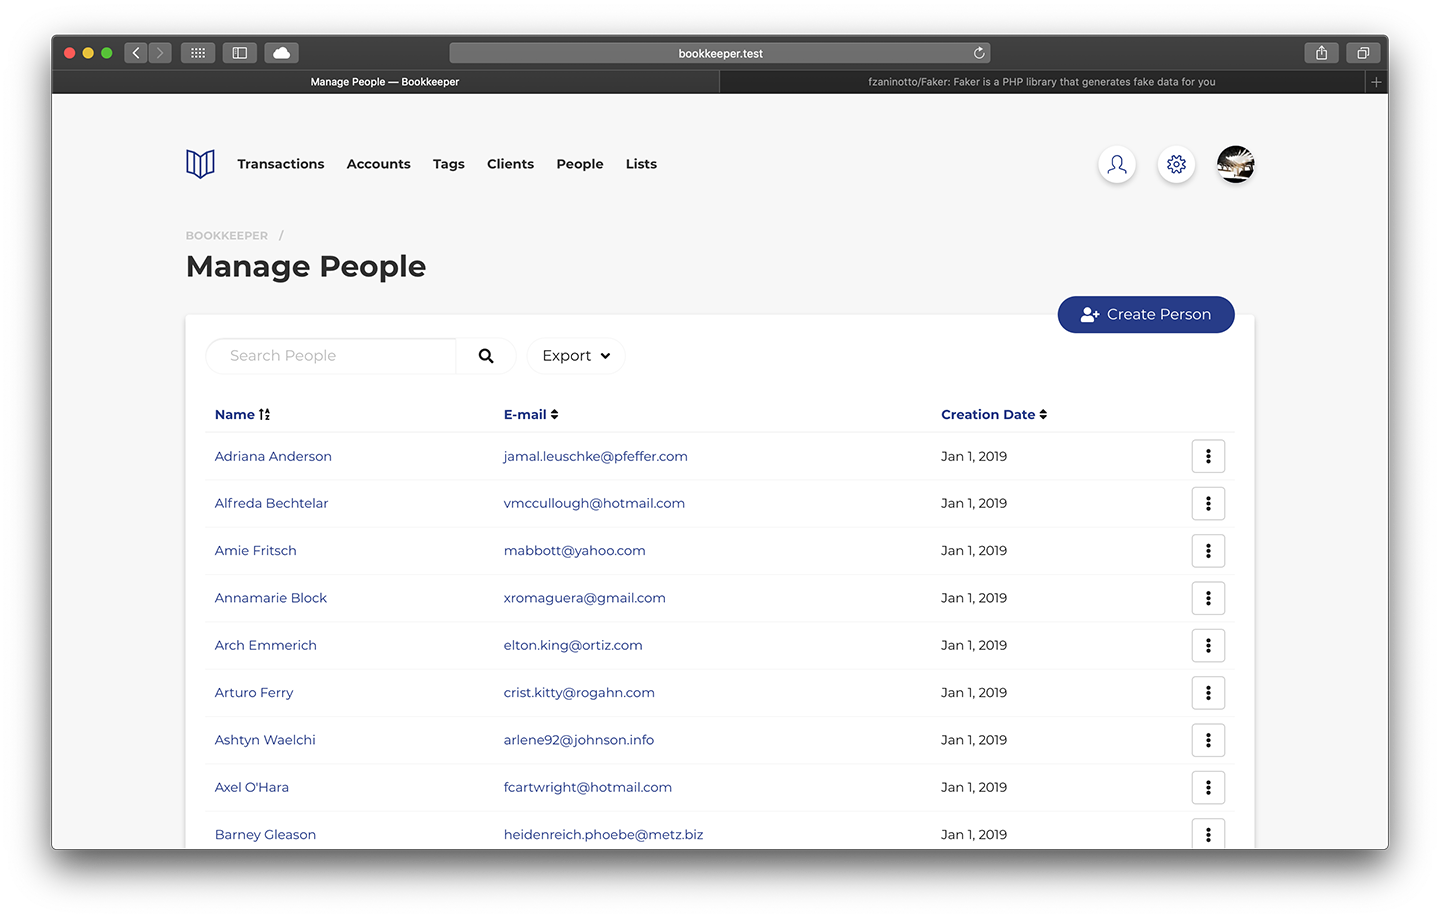 bookkeeper.test
Manage People — Bookkeeper
fzaninotto/Faker: Faker is a PHP library that generates fake data for you
Transactions Accounts Tags Clients People Lists
BOOKKEEPER /
Manage People
Create Person
Search People Export
Name E-mail Creation Date
Adriana Anderson jamal.leuschke@pfeffer.com Jan 1, 2019
Alfreda Bechtelar vmccullough@hotmail.com Jan 1, 2019
Amie Fritsch mabbott@yahoo.com Jan 1, 2019
Annamarie Block xromaguera@gmail.com Jan 1, 2019
Arch Emmerich elton.king@ortiz.com Jan 1, 2019
Arturo Ferry crist.kitty@rogahn.com Jan 1, 2019
Ashtyn Waelchi arlene92@johnson.info Jan 1, 2019
Axel O'Hara fcartwright@hotmail.com Jan 1, 2019
Barney Gleason heidenreich.phoebe@metz.biz Jan 1, 2019